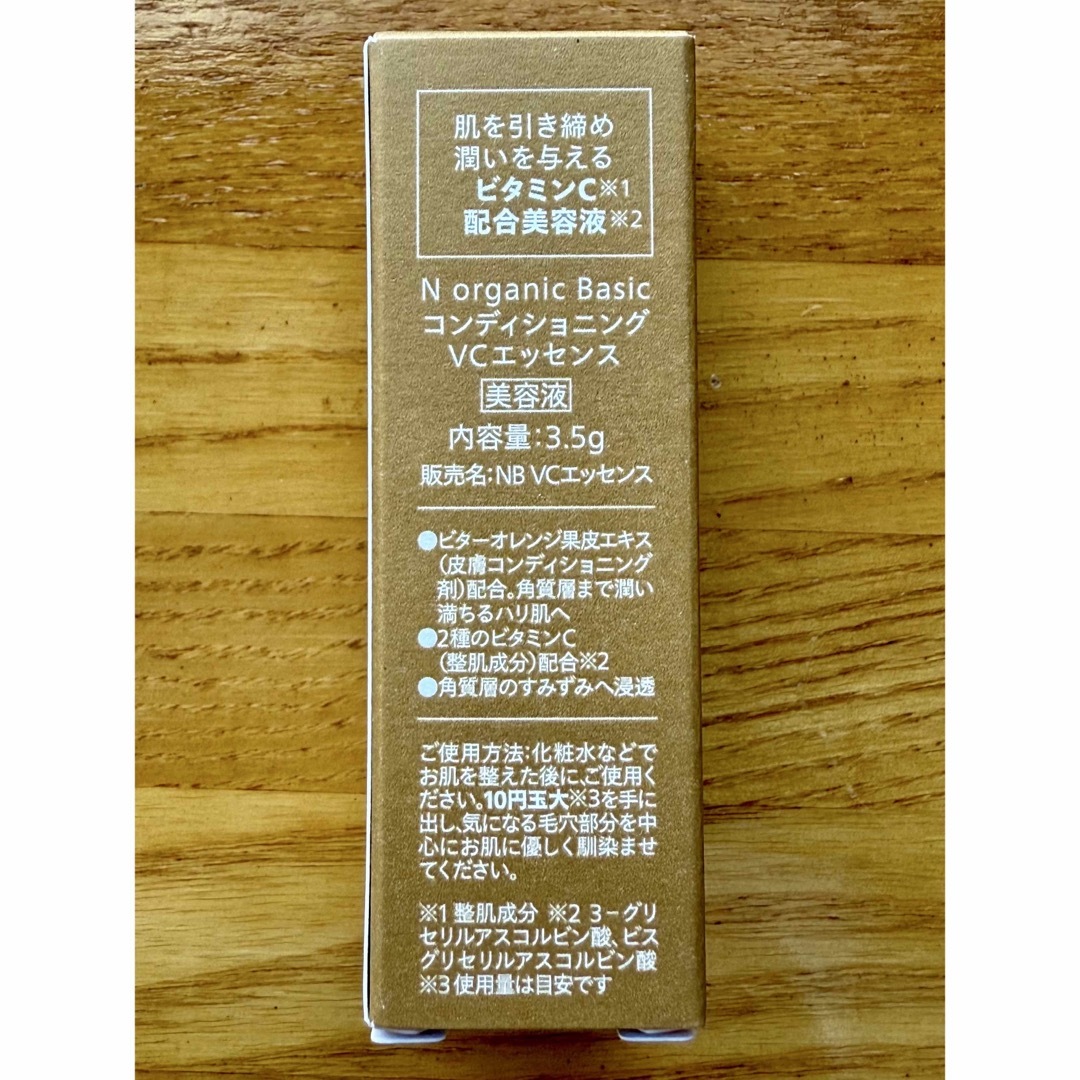 肌を引き締め
潤いを与える
ビタミンC※1
配合美容液※2
N organic Basic
コンディショニング
VCエッセンス
美容液
内容量：3.5g
販売名：NB VCエッセンス
●ビターオレンジ果皮エキス
（皮膚コンディショニング
剤）配合。角質層まで潤い
満ちるハリ肌へ
●2種のビタミンC
（整肌成分）配合※2
●角質層のすみずみへ浸透
ご使用方法：化粧水などで
お肌を整えた後に、ご使用く
ださい。10円玉大※3を手に
出し、気になる毛穴部分を中
心にお肌に優しく馴染ませ
てください。
※1 整肌成分 ※2 3－グリ
セリルアスコルビン酸、ビス
グリセリルアスコルビン酸
※3 使用量は目安です